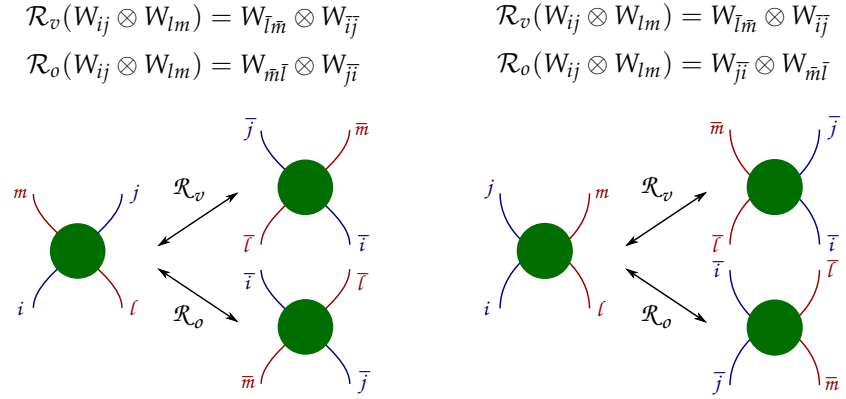 𝓡_v(W_{ij} ⊗ W_{lm}) = W_{l̄m̄} ⊗ W_{īj̄}
𝓡_o(W_{ij} ⊗ W_{lm}) = W_{m̄l̄} ⊗ W_{j̄ī}
j̄ m̄
m j
𝓡_v
l̄ ī
ī l̄
i l
𝓡_o
m̄ j̄
𝓡_v(W_{ij} ⊗ W_{lm}) = W_{l̄m̄} ⊗ W_{īj̄}
𝓡_o(W_{ij} ⊗ W_{lm}) = W_{j̄ī} ⊗ W_{m̄l̄}
m̄ j̄
j m
𝓡_v
l̄ ī
ī l̄
i l
𝓡_o
j̄ m̄